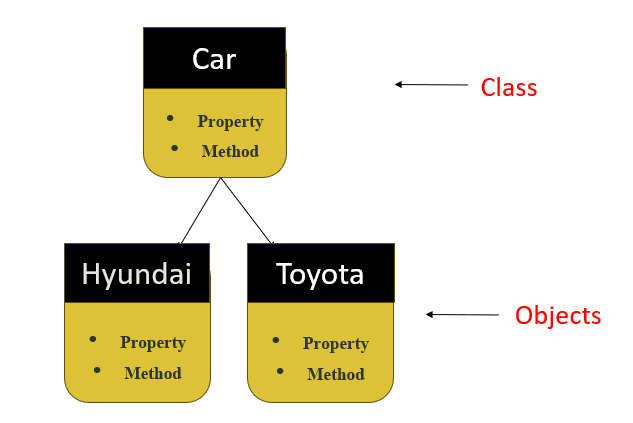 Car
Class
• Property
• Method
Hyundai
Toyota
Objects
• Property
• Method
• Property
• Method